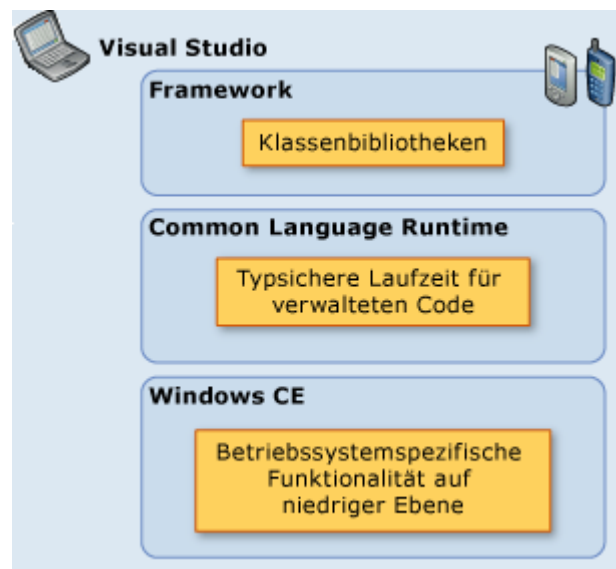 Visual Studio
Framework
Klassenbibliotheken
Common Language Runtime
Typsichere Laufzeit für
verwalteten Code
Windows CE
Betriebssystemspezifische
Funktionalität auf
niedriger Ebene